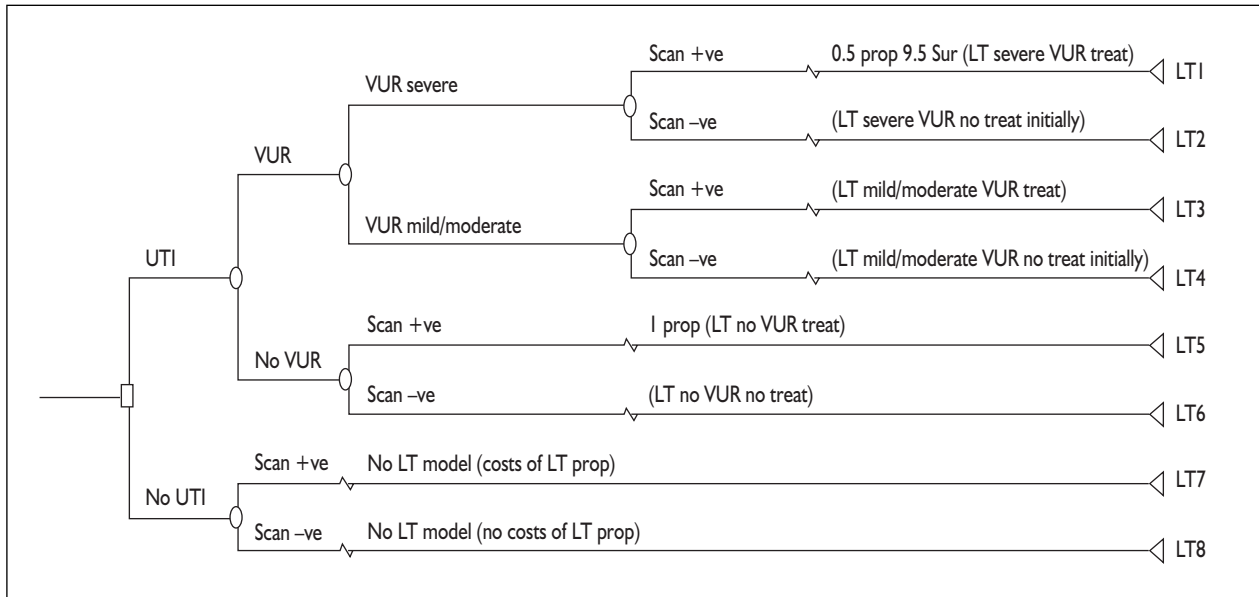 Scan +ve 0.5 prop 9.5 Sur (LT severe VUR treat) LT1
VUR severe
Scan –ve (LT severe VUR no treat initially) LT2
VUR
Scan +ve (LT mild/moderate VUR treat) LT3
VUR mild/moderate
Scan –ve (LT mild/moderate VUR no treat initially) LT4
UTI
Scan +ve 1 prop (LT no VUR treat) LT5
No VUR
Scan –ve (LT no VUR no treat) LT6
Scan +ve No LT model (costs of LT prop) LT7
No UTI
Scan –ve No LT model (no costs of LT prop) LT8